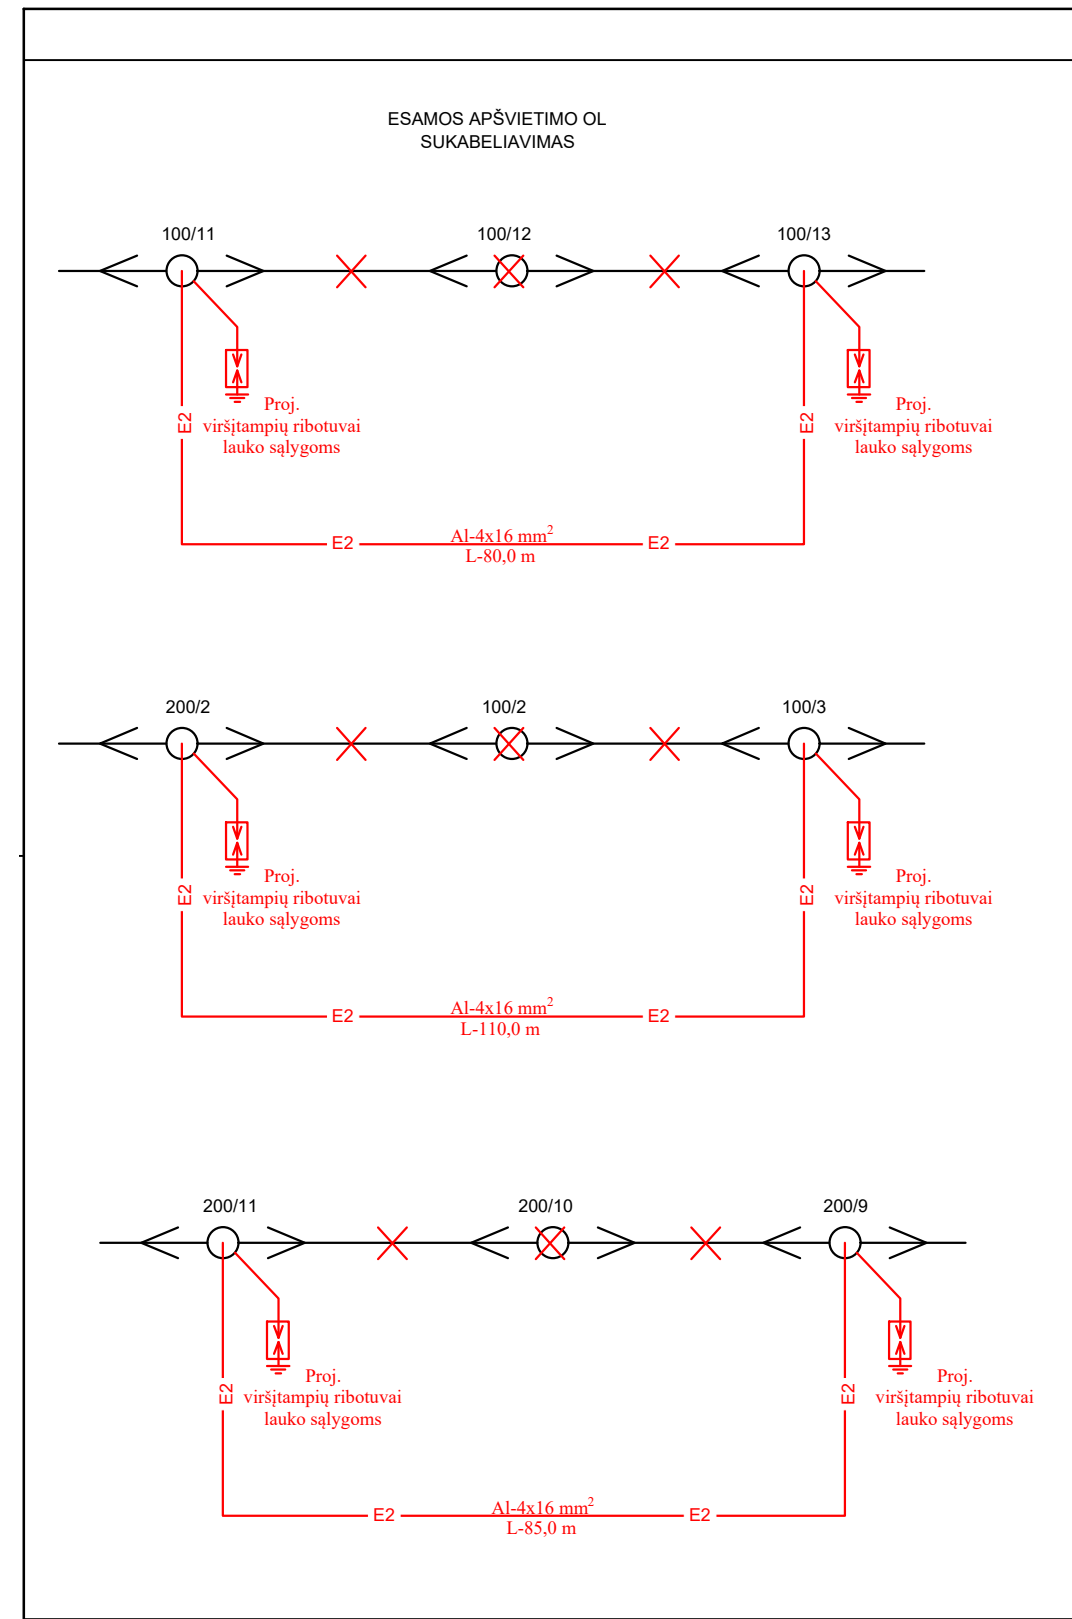 ESAMOS APŠVIETIMO OL
SUKABELIAVIMAS
100/11
100/12
100/13
E2
Proj.
viršįtampių ribotuvai
lauko sąlygoms
E2
Proj.
viršįtampių ribotuvai
lauko sąlygoms
E2
Al-4x16 mm²
L-80,0 m
E2
200/2
100/2
100/3
E2
Proj.
viršįtampių ribotuvai
lauko sąlygoms
E2
Proj.
viršįtampių ribotuvai
lauko sąlygoms
E2
Al-4x16 mm²
L-110,0 m
E2
200/11
200/10
200/9
E2
Proj.
viršįtampių ribotuvai
lauko sąlygoms
E2
Proj.
viršįtampių ribotuvai
lauko sąlygoms
E2
Al-4x16 mm²
L-85,0 m
E2